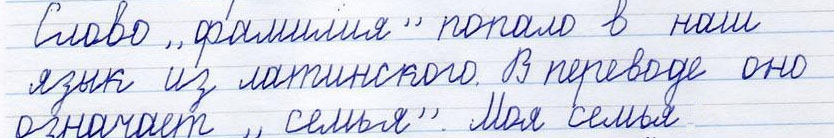 Слово „фамилия" попало в наш
язык из латинского. В переводе оно
означает „семья". Моя семья